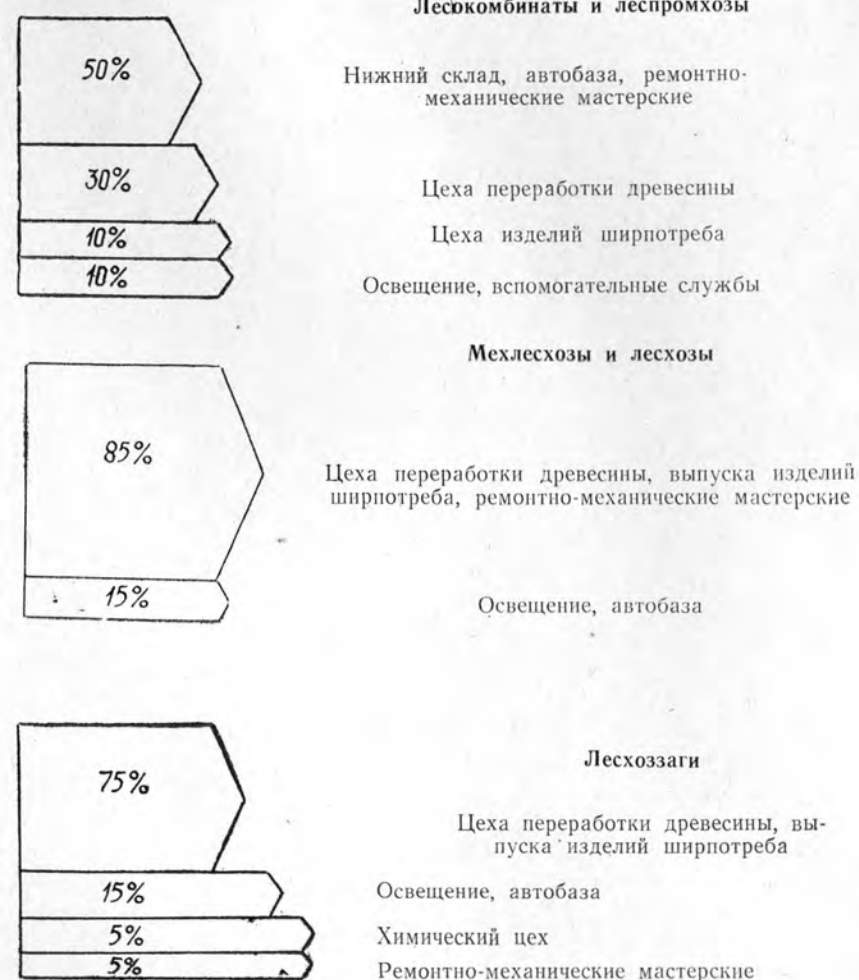 Лесокомбинаты и леспромхозы
50%
Нижний склад, автобаза, ремонтно-
механические мастерские
30%
Цеха переработки древесины
10%
Цеха изделий ширпотреба
10%
Освещение, вспомогательные службы
Мехлесхозы и лесхозы
85%
Цеха переработки древесины, выпуска изделий
ширпотреба, ремонтно-механические мастерские
15%
Освещение, автобаза
Лесхоззаги
75%
Цеха переработки древесины, вы-
пуска изделий ширпотреба
15%
Освещение, автобаза
5%
Химический цех
5%
Ремонтно-механические мастерские